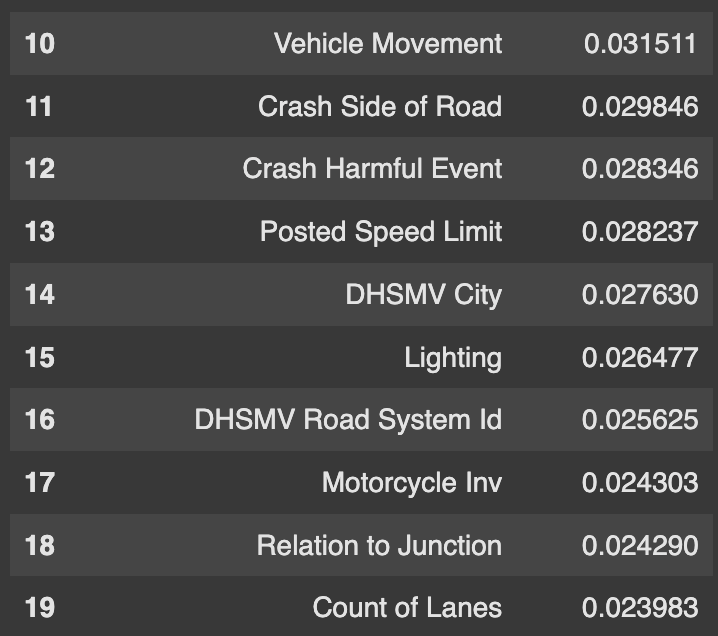 10 Vehicle Movement 0.031511
11 Crash Side of Road 0.029846
12 Crash Harmful Event 0.028346
13 Posted Speed Limit 0.028237
14 DHSMV City 0.027630
15 Lighting 0.026477
16 DHSMV Road System Id 0.025625
17 Motorcycle Inv 0.024303
18 Relation to Junction 0.024290
19 Count of Lanes 0.023983